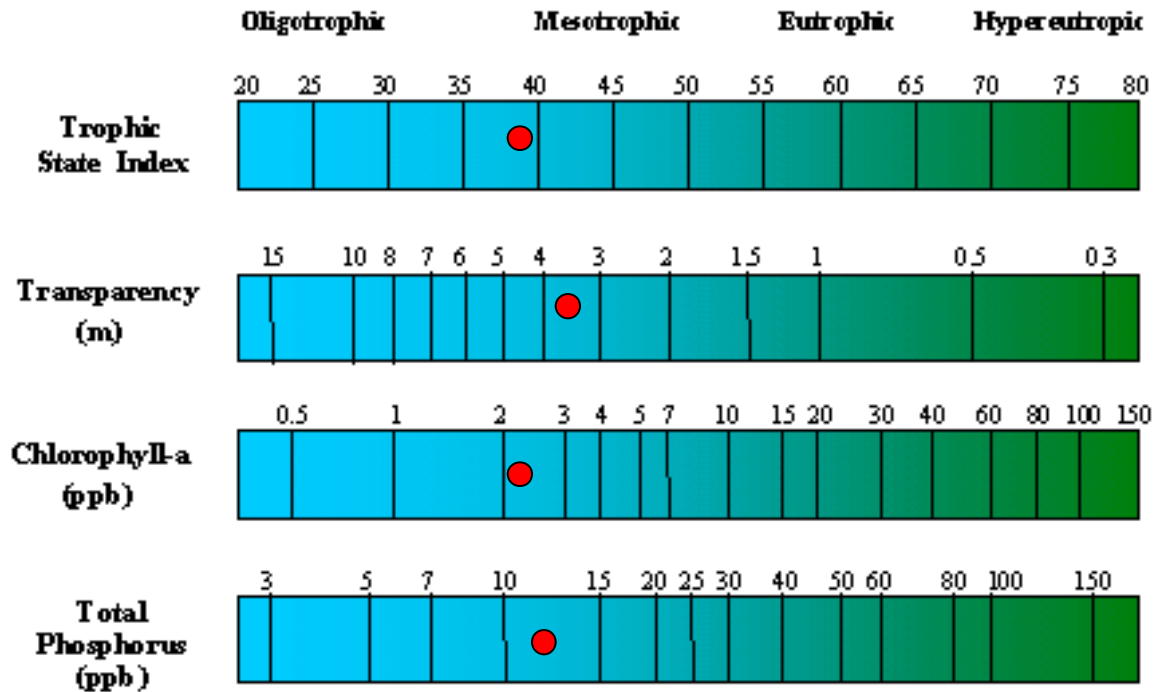 Oligotrophic Mesotrophic Eutrophic Hypereutropic
20 25 30 35 40 45 50 55 60 65 70 75 80
Trophic
State Index
15 10 8 7 6 5 4 3 2 1.5 1 0.5 0.3
Transparency
(m)
0.5 1 2 3 4 5 7 10 15 20 30 40 60 80 100 150
Chlorophyll-a
(ppb)
3 5 7 10 15 20 25 30 40 50 60 80 100 150
Total
Phosphorus
(ppb)